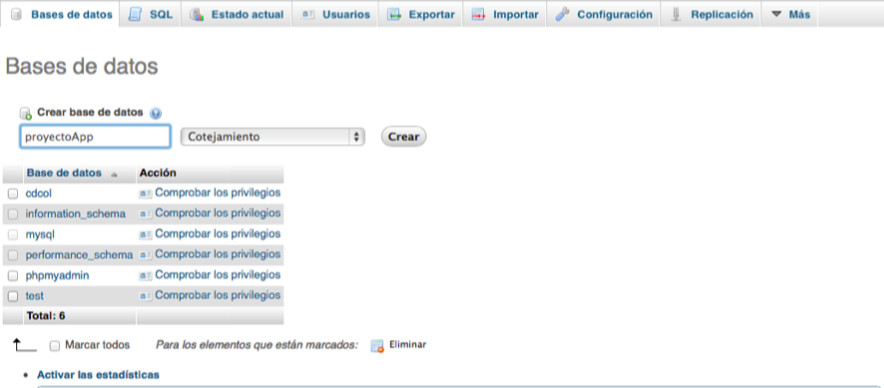 Bases de datos SQL Estado actual Usuarios Exportar Importar Configuración Replicación Más
Bases de datos
Crear base de datos
proyectoApp Cotejamiento Crear
Base de datos Acción
cdcol Comprobar los privilegios
information_schema Comprobar los privilegios
mysql Comprobar los privilegios
performance_schema Comprobar los privilegios
phpmyadmin Comprobar los privilegios
test Comprobar los privilegios
Total: 6
Marcar todos Para los elementos que están marcados: Eliminar
• Activar las estadísticas